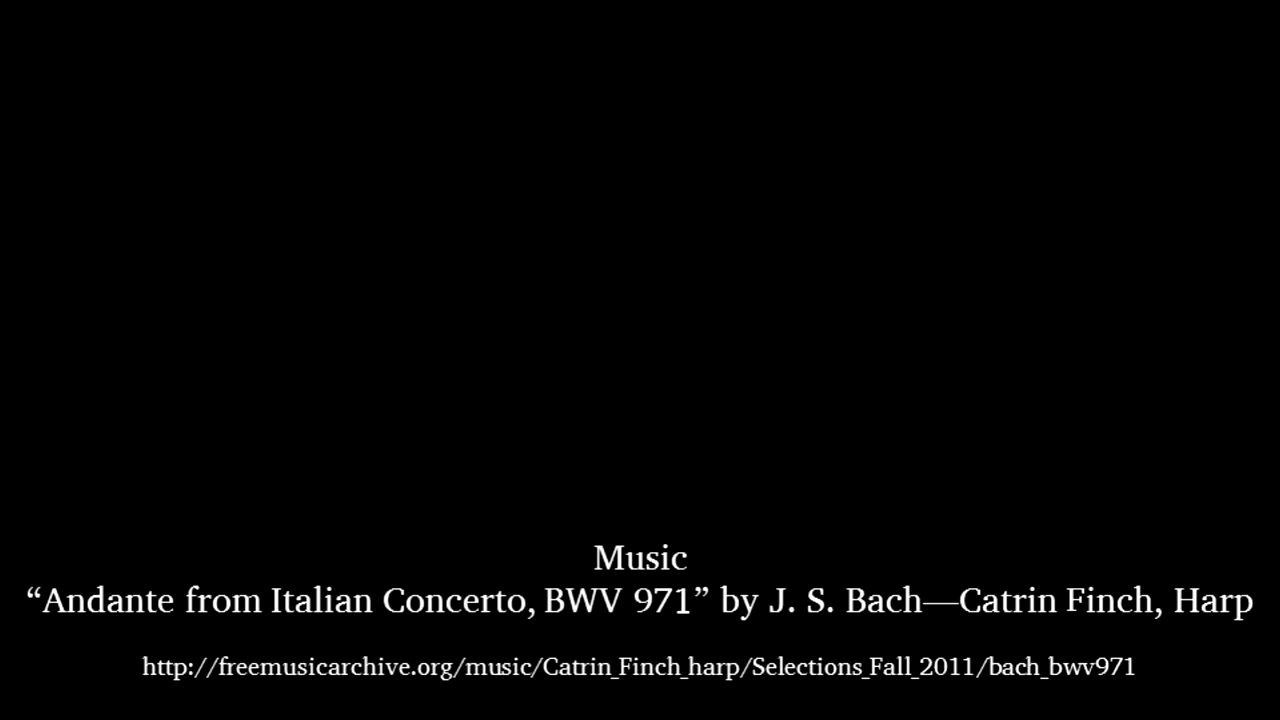 Music
“Andante from Italian Concerto, BWV 971” by J. S. Bach—Catrin Finch, Harp
http://freemusicarchive.org/music/Catrin_Finch_harp/Selections_Fall_2011/bach_bwv971